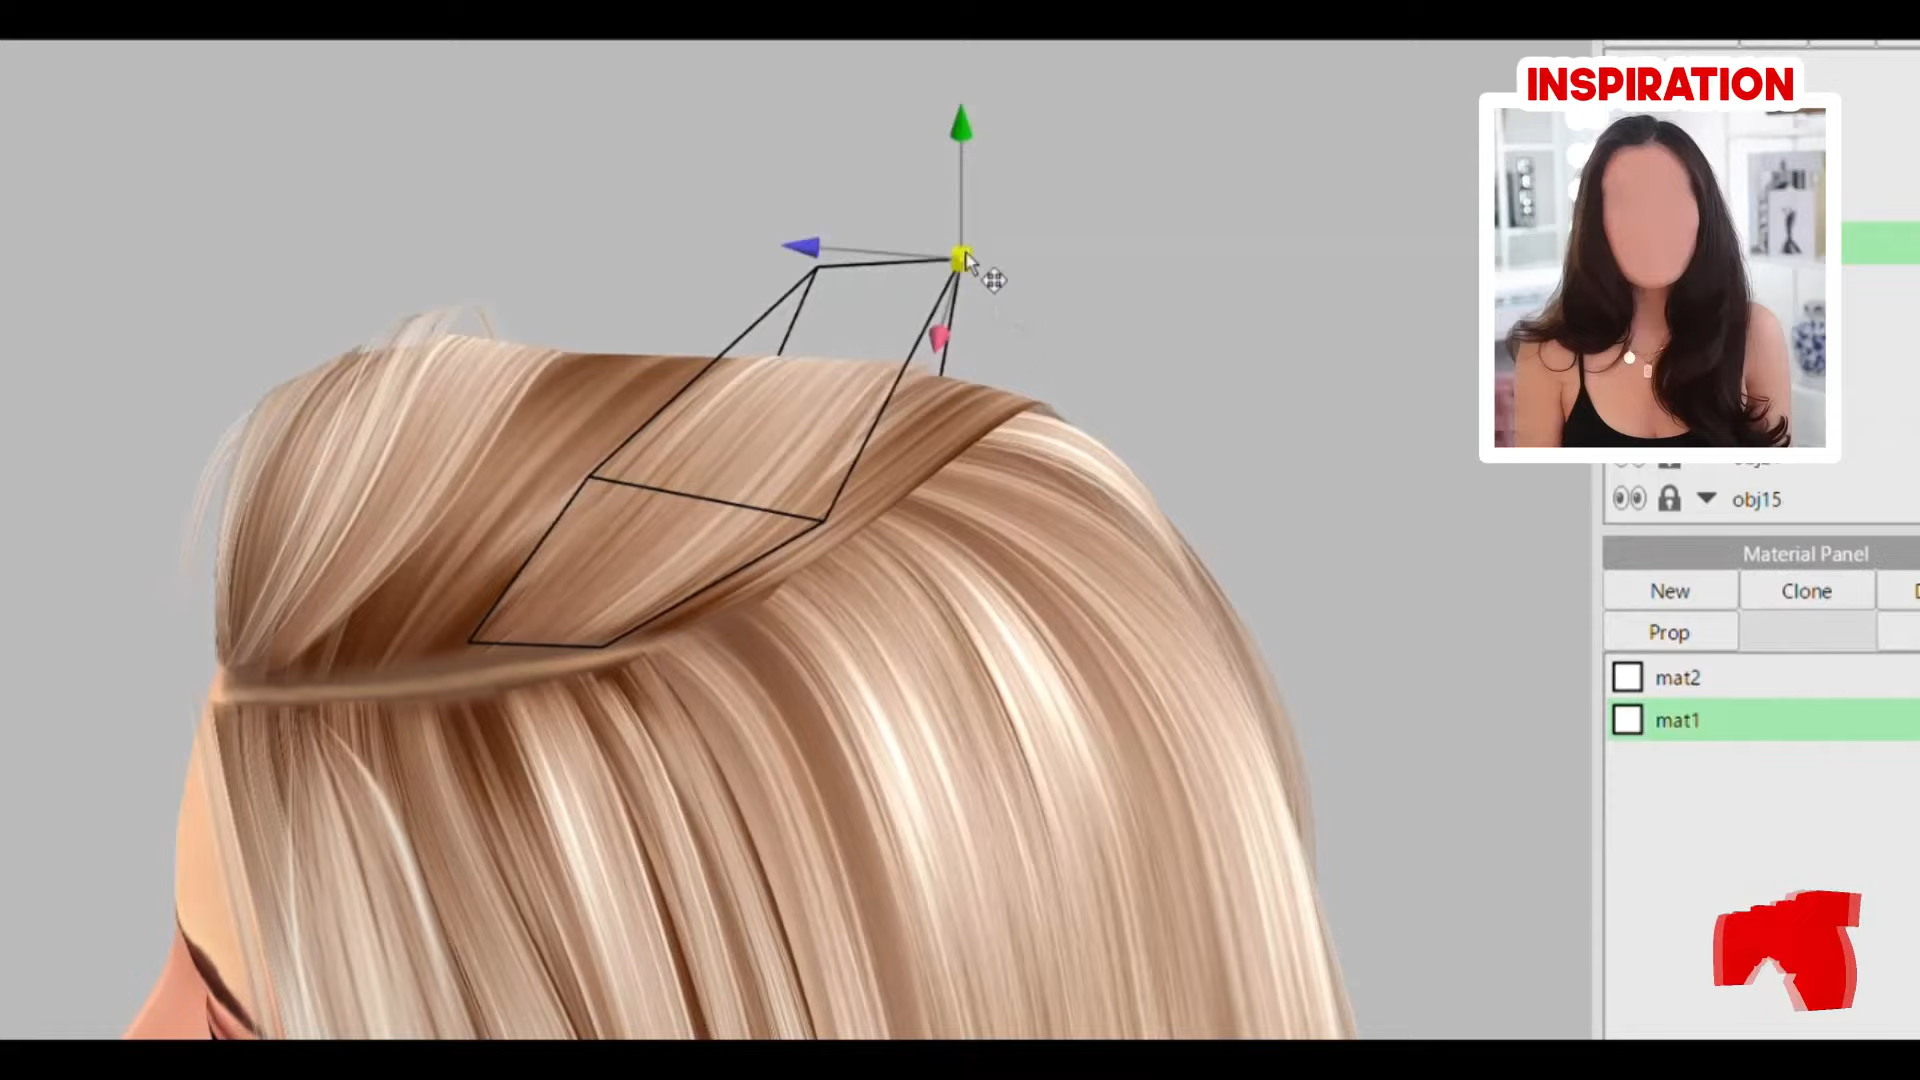 INSPIRATION
obj15
Material Panel
New
Clone
Prop
mat2
mat1